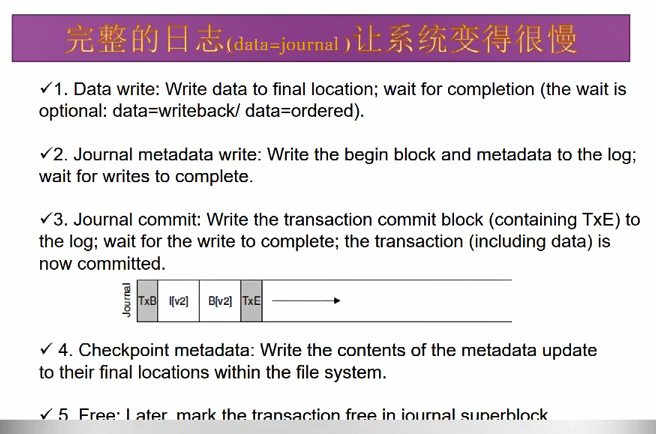 完整的日志(data=journal )让系统变得很慢
✓1. Data write: Write data to final location; wait for completion (the wait is
optional: data=writeback/ data=ordered).
✓2. Journal metadata write: Write the begin block and metadata to the log;
wait for writes to complete.
✓3. Journal commit: Write the transaction commit block (containing TxE) to
the log; wait for the write to complete; the transaction (including data) is
now committed.
Journal
TxB I[v2] B[v2] TxE
✓ 4. Checkpoint metadata: Write the contents of the metadata update
to their final locations within the file system.
✓ 5. Free: Later, mark the transaction free in journal superblock